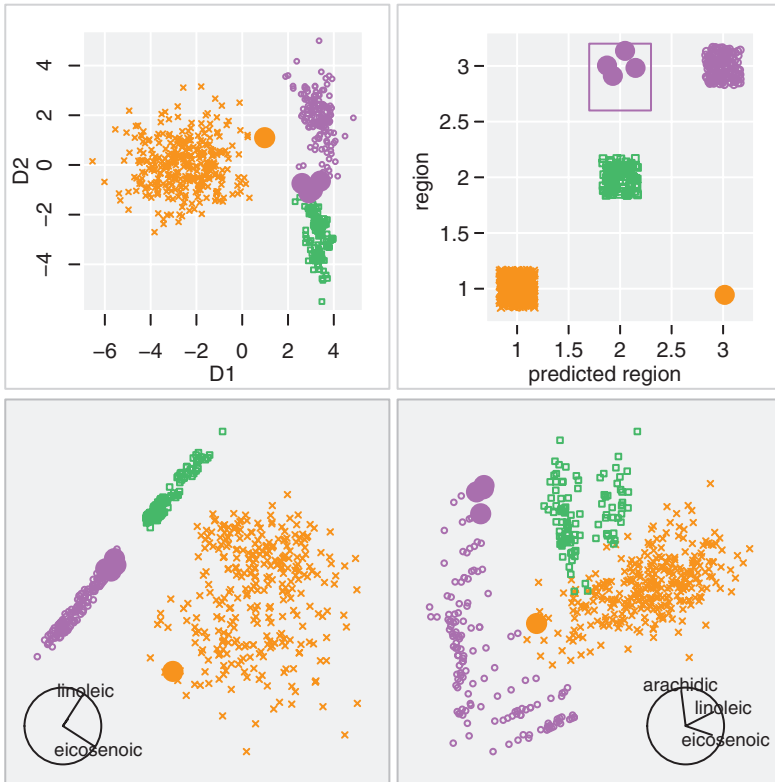 4
2
0
−2
−4
D2
−6 −4 −2 0 2 4
D1
3
2.5
2
1.5
1
region
1 1.5 2 2.5 3
predicted region
linoleic
eicosenoic
arachidic
linoleic
eicosenoic